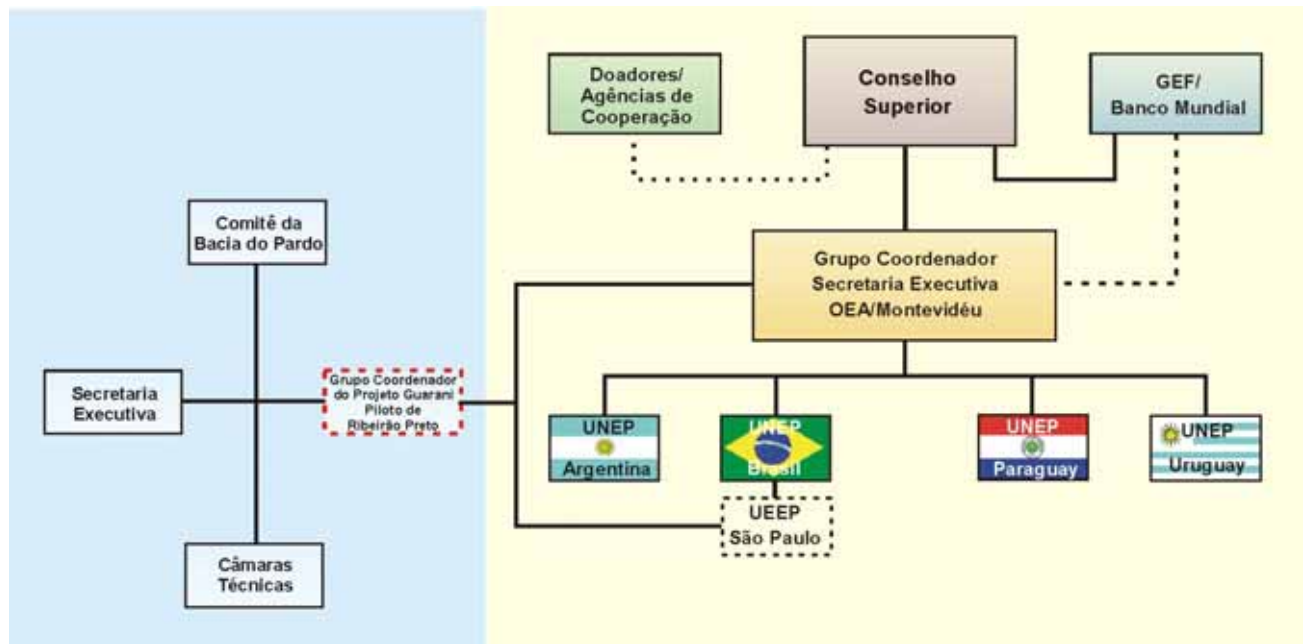 Doadores/
Agências de
Cooperação
Conselho
Superior
GEF/
Banco Mundial
Comitê da
Bacia do Pardo
Grupo Coordenador
Secretaria Executiva
OEA/Montevidéu
Secretaria
Executiva
Grupo Coordenador
do Projeto Guarani
Piloto de
Ribeirão Preto
UNEP
Argentina
UNEP
Brasil
UNEP
Paraguay
UNEP
Uruguay
UEEP
São Paulo
Câmaras
Técnicas